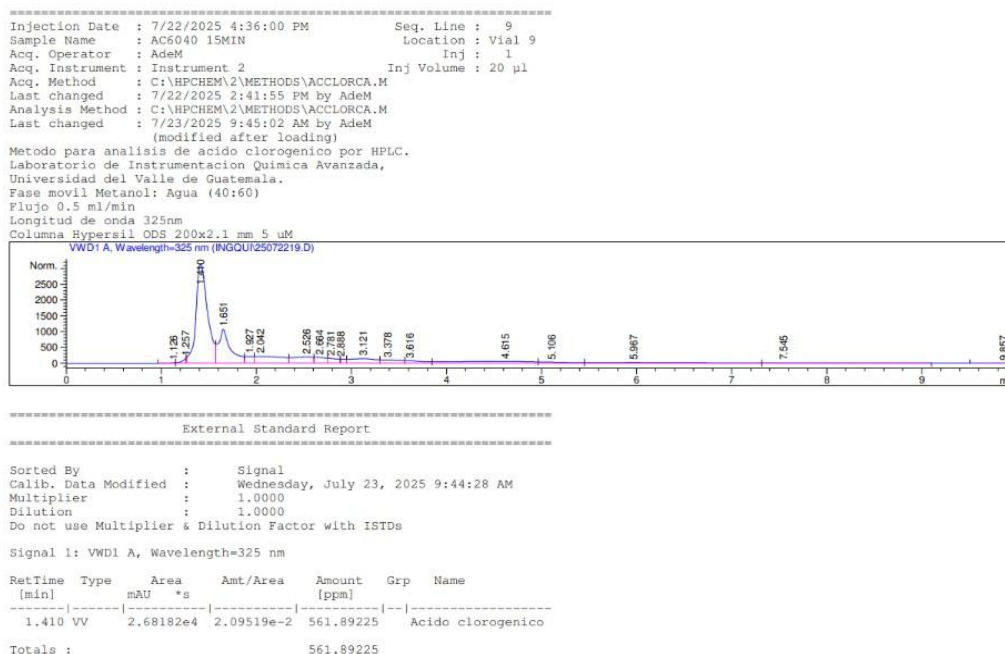 =====================================================================
Injection Date : 7/22/2025 4:36:00 PM Seq. Line : 9
Sample Name : AC6040 15MIN Location : Vial 9
Acq. Operator : AdeM Inj : 1
Acq. Instrument : Instrument 2 Inj Volume : 20 µl
Acq. Method : C:\HPCHEM\2\METHODS\ACCLORCA.M
Last changed : 7/22/2025 2:41:55 PM by AdeM
Analysis Method : C:\HPCHEM\2\METHODS\ACCLORCA.M
Last changed : 7/23/2025 9:45:02 AM by AdeM
(modified after loading)
Metodo para analisis de acido clorogenico por HPLC.
Laboratorio de Instrumentacion Quimica Avanzada,
Universidad del Valle de Guatemala.
Fase movil Metanol: Agua (40:60)
Flujo 0.5 ml/min
Longitud de onda 325nm
Columna Hypersil ODS 200x2.1 mm 5 uM
VWD1 A, Wavelength=325 nm (INGQUI\25072219.D)
Norm.
2500
2000
1500
1000
500
0
1.126
1.257
1.410
1.651
1.927
2.042
2.526
2.664
2.781
2.888
3.121
3.378
3.616
4.615
5.106
5.967
7.545
9.857
0 1 2 3 4 5 6 7 8 9 m
=====================================================================
External Standard Report
=====================================================================
Sorted By : Signal
Calib. Data Modified : Wednesday, July 23, 2025 9:44:28 AM
Multiplier : 1.0000
Dilution : 1.0000
Do not use Multiplier & Dilution Factor with ISTDs
Signal 1: VWD1 A, Wavelength=325 nm
RetTime Type Area Amt/Area Amount Grp Name
[min] mAU *s [ppm]
-------|------|----------|----------|----------|--|------------------
1.410 VV 2.68182e4 2.09519e-2 561.89225 Acido clorogenico
Totals : 561.89225